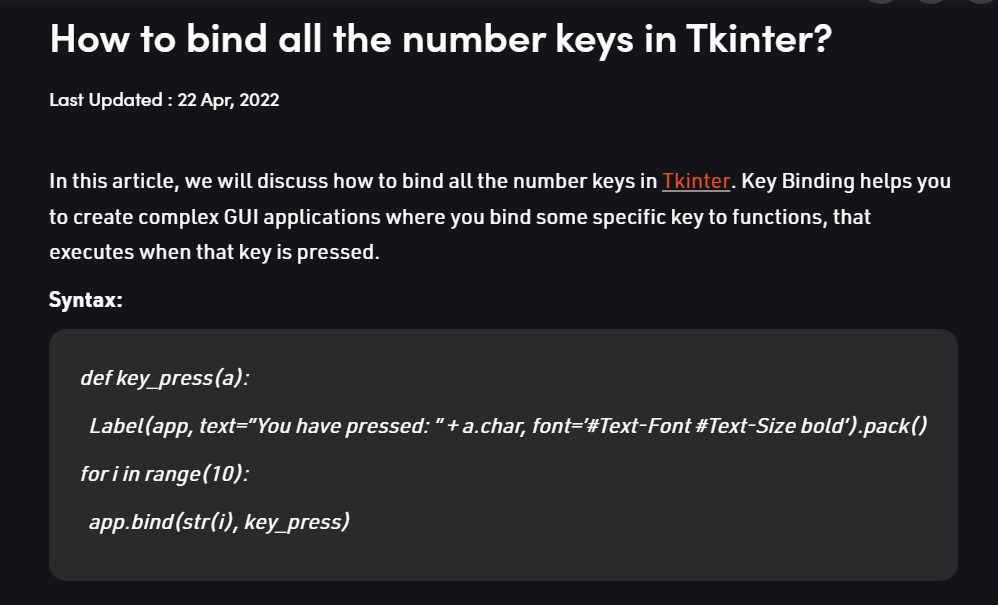 How to bind all the number keys in Tkinter?
Last Updated : 22 Apr, 2022
In this article, we will discuss how to bind all the number keys in Tkinter. Key Binding helps you
to create complex GUI applications where you bind some specific key to functions, that
executes when that key is pressed.
Syntax:
def key_press(a):
Label(app, text=”You have pressed: ” + a.char, font=’#Text-Font #Text-Size bold’).pack()
for i in range(10):
app.bind(str(i), key_press)